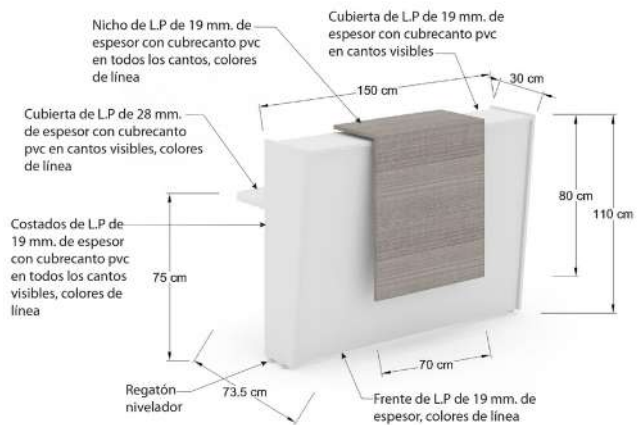 Nicho de L.P de 19 mm. de
espesor con cubrecanto pvc
en todos los cantos, colores
de línea
Cubierta de L.P de 19 mm. de
espesor con cubrecanto pvc
en cantos visibles
30 cm
150 cm
Cubierta de L.P de 28 mm.
de espesor con cubrecanto
pvc en cantos visibles, colores
de línea
80 cm
110 cm
Costados de L.P de
19 mm. de espesor
con cubrecanto pvc
en todos los cantos
visibles, colores de
línea
75 cm
70 cm
Regatón
nivelador
73.5 cm
Frente de L.P de 19 mm. de
espesor, colores de línea